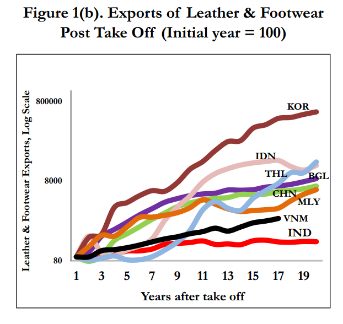 Figure 1(b). Exports of Leather & Footwear
Post Take Off (Initial year = 100)
Leather & Footwear Exports, Log Scale
800000
8000
80
KOR
IDN
THL
BGL
CHN
MLY
VNM
IND
1 3 5 7 9 11 13 15 17 19
Years after take off